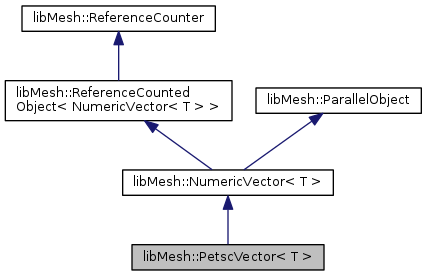 libMesh::ReferenceCounter
libMesh::ReferenceCounted
Object< NumericVector< T > >
libMesh::ParallelObject
libMesh::NumericVector< T >
libMesh::PetscVector< T >